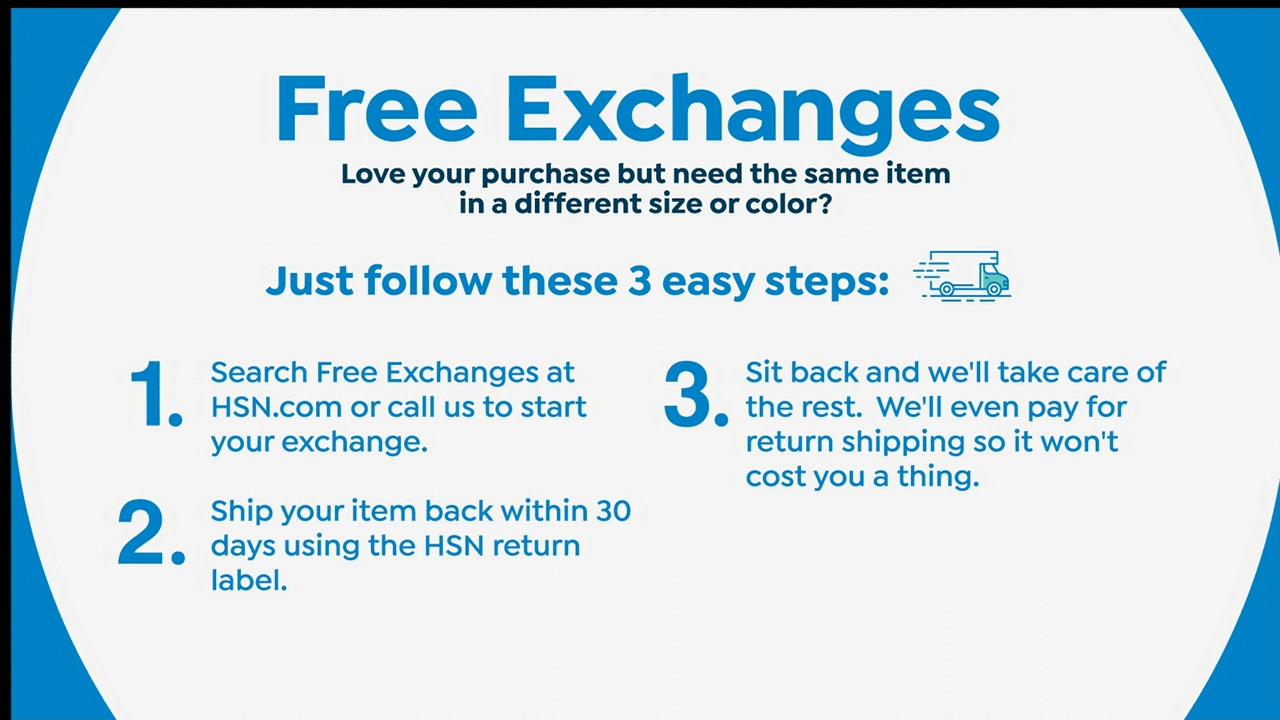 Free Exchanges
Love your purchase but need the same item
in a different size or color?
Just follow these 3 easy steps:
1. Search Free Exchanges at
HSN.com or call us to start
your exchange.
2. Ship your item back within 30
days using the HSN return
label.
3. Sit back and we'll take care of
the rest.  We'll even pay for
return shipping so it won't
cost you a thing.